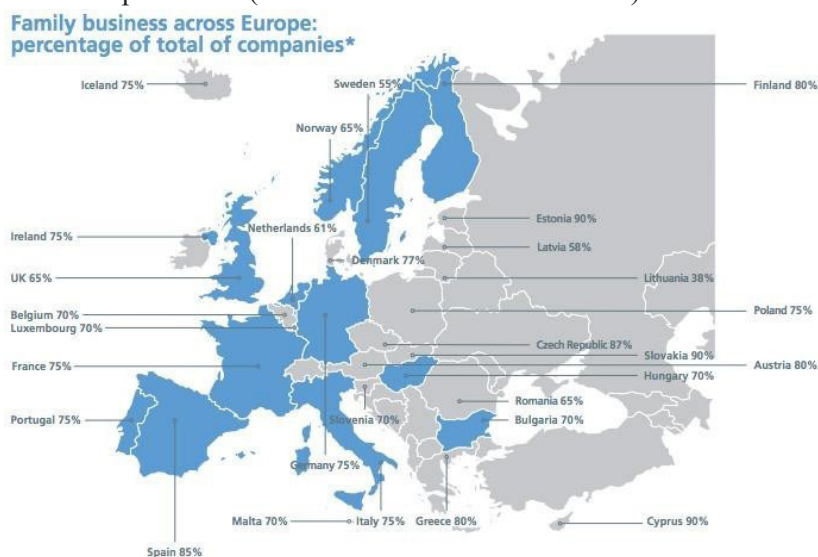 Family business across Europe:
percentage of total of companies*
Iceland 75%
Sweden 55%
Finland 80%
Norway 65%
Estonia 90%
Ireland 75%
Netherlands 61%
Latvia 58%
Denmark 77%
UK 65%
Lithuania 38%
Belgium 70%
Poland 75%
Luxembourg 70%
Czech Republic 87%
Slovakia 90%
France 75%
Austria 80%
Hungary 70%
Romania 65%
Portugal 75%
Slovenia 70%
Bulgaria 70%
Germany 75%
Malta 70%
Italy 75%
Greece 80%
Cyprus 90%
Spain 85%